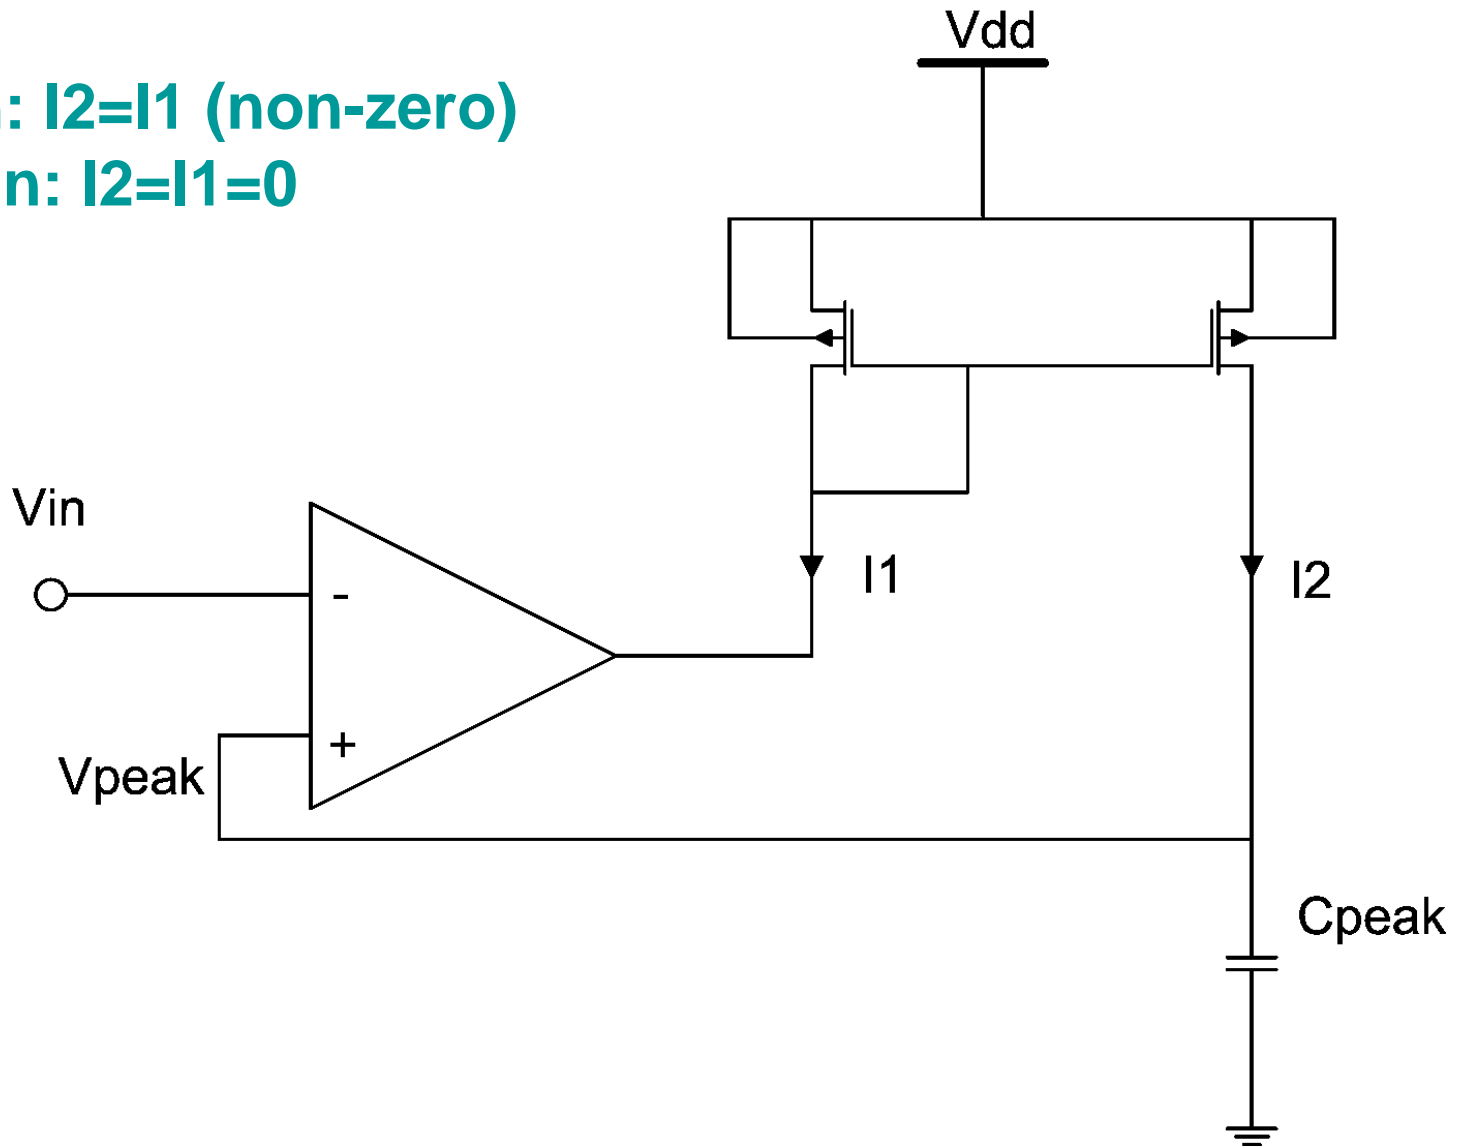 Vdd
: I2=I1 (non-zero)
n: I2=I1=0
Vin
-
I1
I2
+
Vpeak
Cpeak